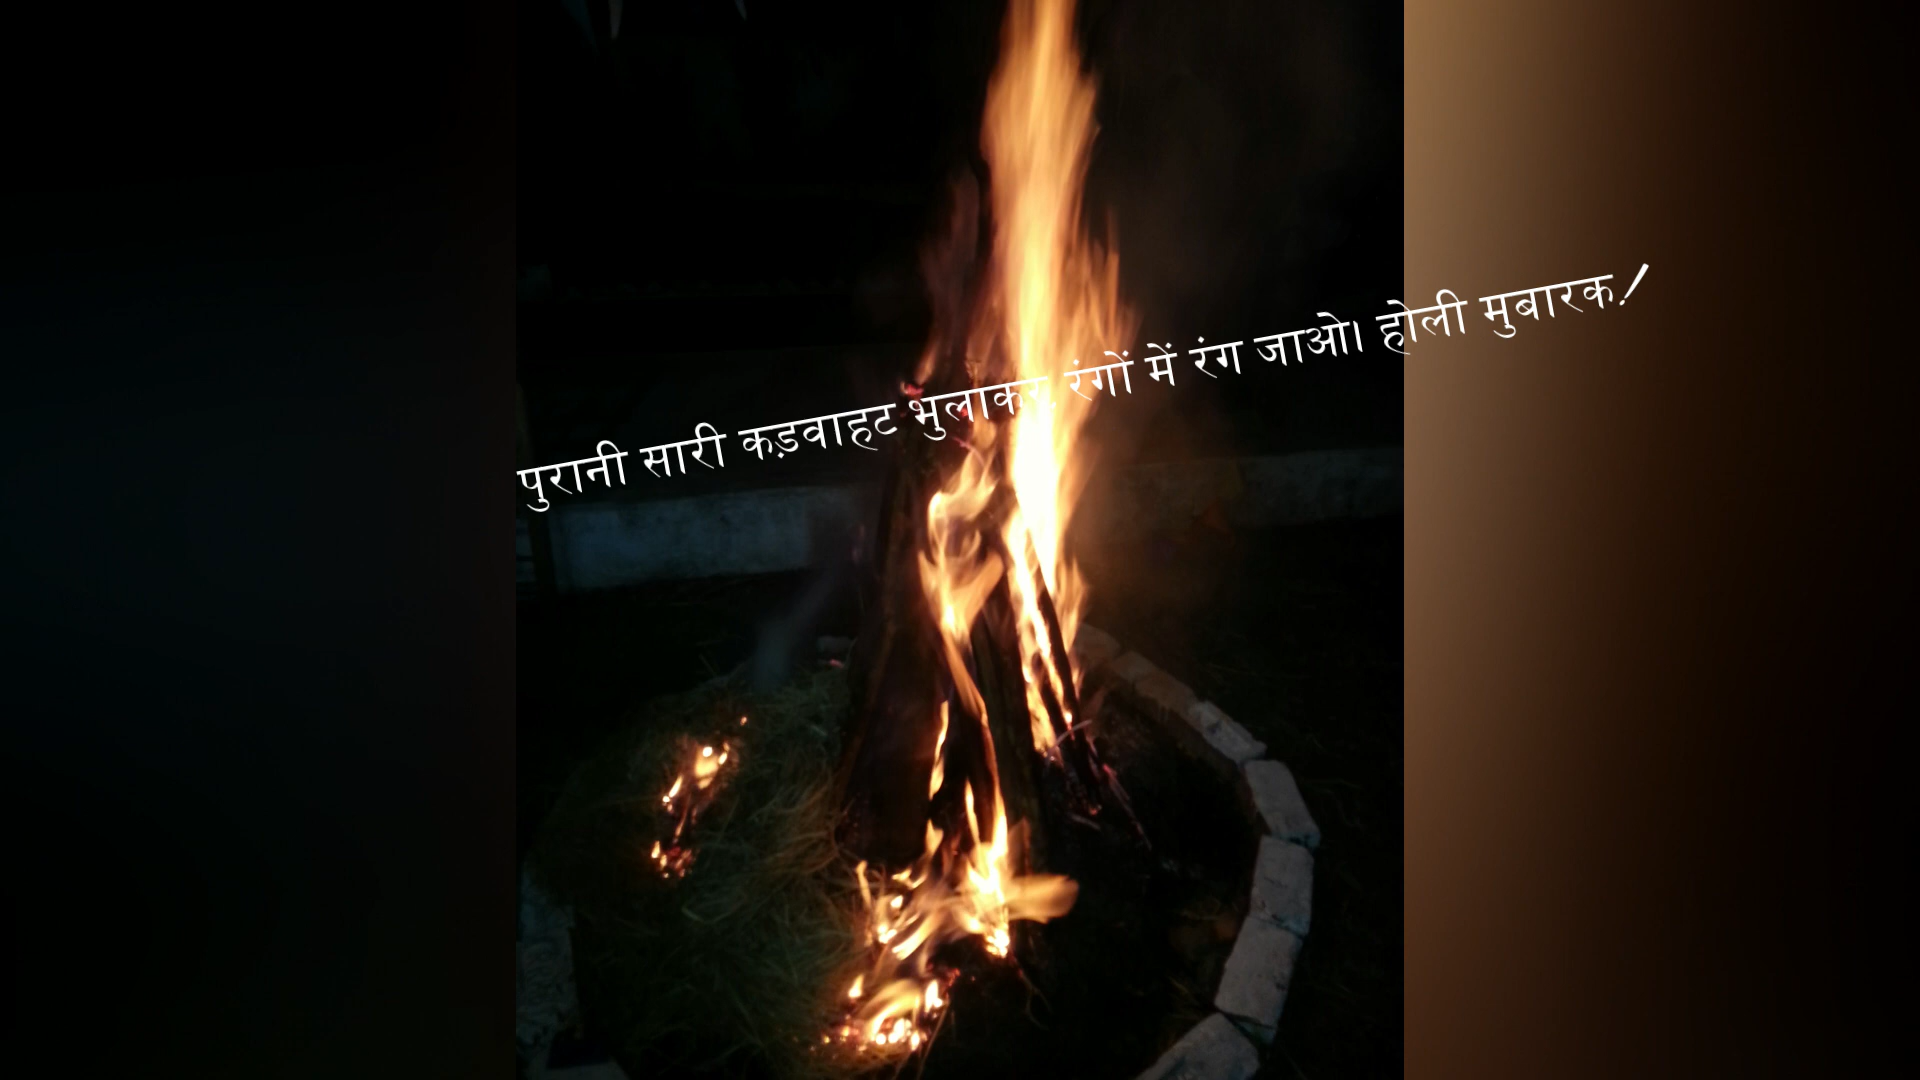 पुरानी सारी कड़वाहट भुलाकर, रंगों में रंग जाओ। होली मुबारक!